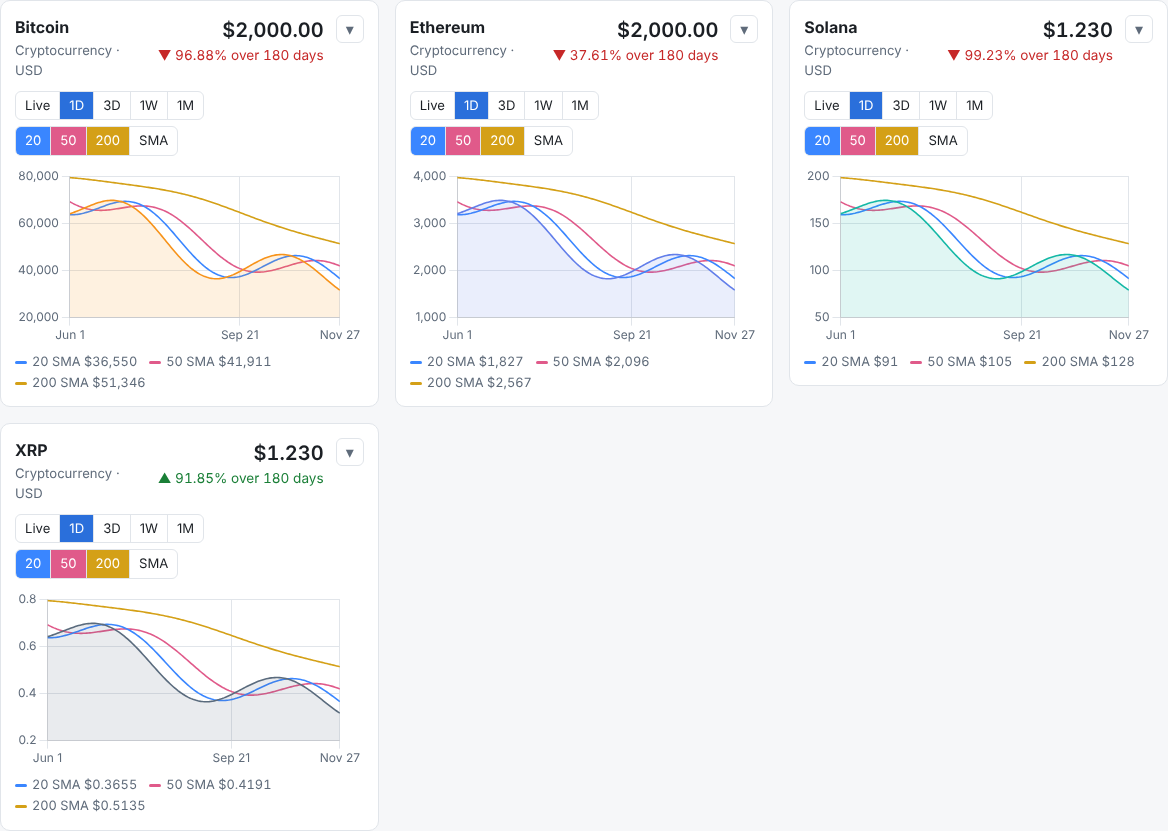 Bitcoin
$2,000.00
▼
Cryptocurrency · USD
▼ 96.88% over 180 days
Live 1D 3D 1W 1M
20 50 200 SMA
80,000
60,000
40,000
20,000
Jun 1 Sep 21 Nov 27
20 SMA $36,550 50 SMA $41,911
200 SMA $51,346
Ethereum
$2,000.00
▼
Cryptocurrency · USD
▼ 37.61% over 180 days
Live 1D 3D 1W 1M
20 50 200 SMA
4,000
3,000
2,000
1,000
Jun 1 Sep 21 Nov 27
20 SMA $1,827 50 SMA $2,096
200 SMA $2,567
Solana
$1.230
▼
Cryptocurrency · USD
▼ 99.23% over 180 days
Live 1D 3D 1W 1M
20 50 200 SMA
200
150
100
50
Jun 1 Sep 21 Nov 27
20 SMA $91 50 SMA $105 200 SMA $128
XRP
$1.230
▼
Cryptocurrency · USD
▲ 91.85% over 180 days
Live 1D 3D 1W 1M
20 50 200 SMA
0.8
0.6
0.4
0.2
Jun 1 Sep 21 Nov 27
20 SMA $0.3655 50 SMA $0.4191
200 SMA $0.5135